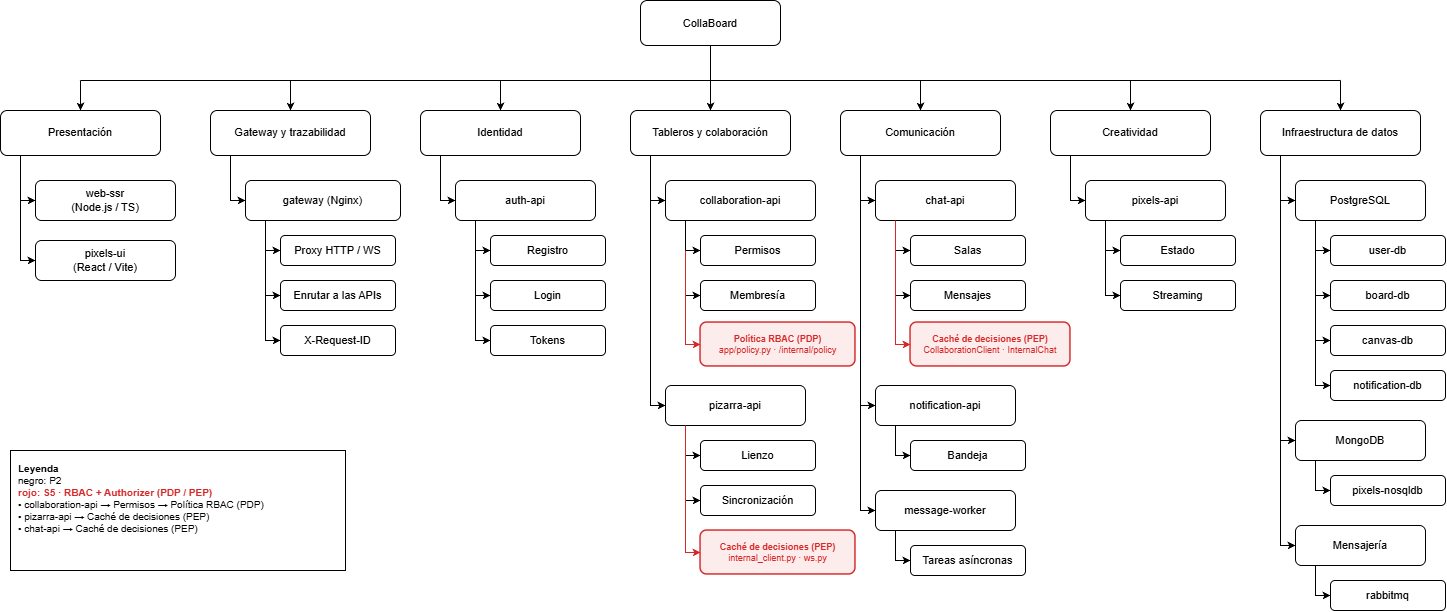 CollaBoard
Presentación
web-ssr
(Node.js / TS)
pixels-ui
(React / Vite)
Gateway y trazabilidad
gateway (Nginx)
Proxy HTTP / WS
Enrutar a las APIs
X-Request-ID
Identidad
auth-api
Registro
Login
Tokens
Tableros y colaboración
collaboration-api
Permisos
Membresía
Política RBAC (PDP)
app/policy.py · /internal/policy
pizarra-api
Lienzo
Sincronización
Caché de decisiones (PEP)
internal_client.py · ws.py
Comunicación
chat-api
Salas
Mensajes
Caché de decisiones (PEP)
CollaborationClient · InternalChat
notification-api
Bandeja
message-worker
Tareas asíncronas
Creatividad
pixels-api
Estado
Streaming
Infraestructura de datos
PostgreSQL
user-db
board-db
canvas-db
notification-db
MongoDB
pixels-nosqldb
Mensajería
rabbitmq
Leyenda
negro: P2
rojo: S5 · RBAC + Authorizer (PDP / PEP)
• collaboration-api → Permisos → Política RBAC (PDP)
• pizarra-api → Caché de decisiones (PEP)
• chat-api → Caché de decisiones (PEP)